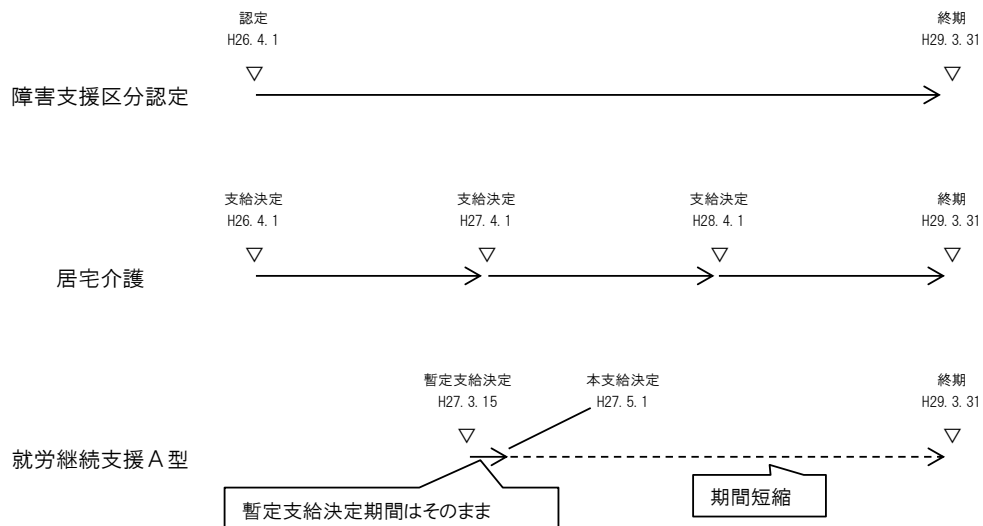 認定
H26. 4. 1
終期
H29. 3. 31
障害支援区分認定
支給決定
H26. 4. 1
支給決定
H27. 4. 1
支給決定
H28. 4. 1
終期
H29. 3. 31
居宅介護
暫定支給決定
H27. 3. 15
本支給決定
H27. 5. 1
終期
H29. 3. 31
就労継続支援A型
暫定支給決定期間はそのまま
期間短縮